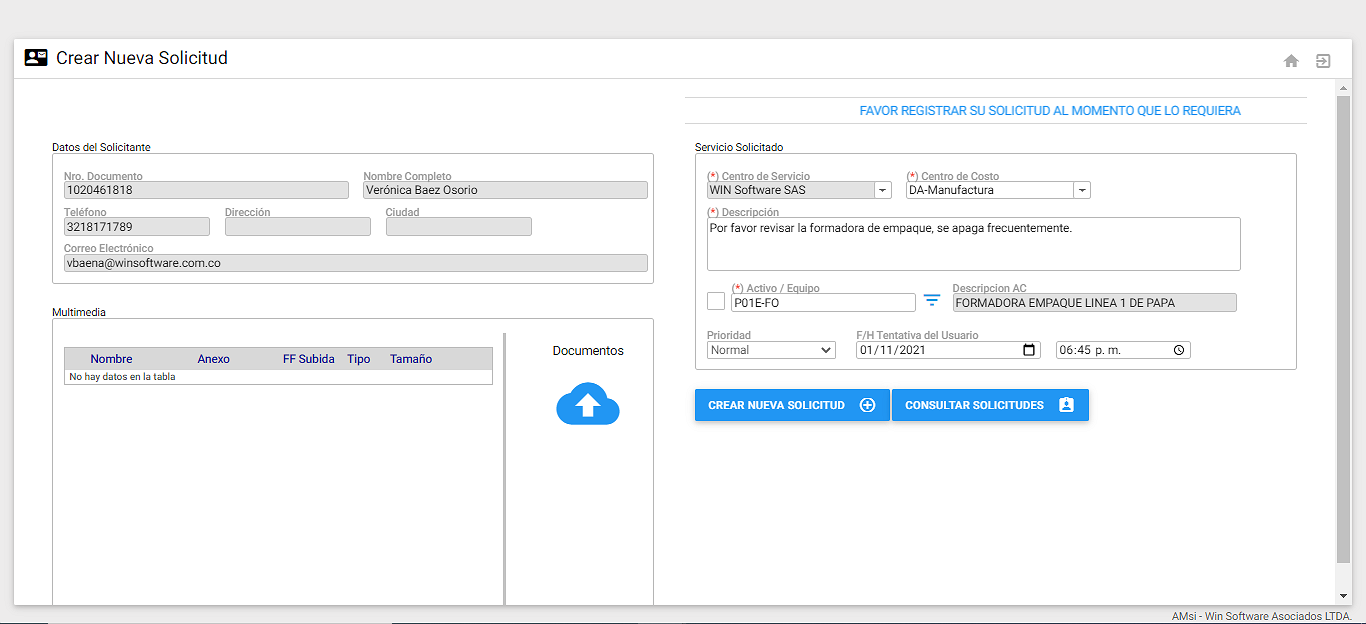 Crear Nueva Solicitud
FAVOR REGISTRAR SU SOLICITUD AL MOMENTO QUE LO REQUIERA
Datos del Solicitante
Nro. Documento Nombre Completo
1020461818 Verónica Baez Osorio
Teléfono Dirección Ciudad
3218171789
Correo Electrónico
vbaena@winsoftware.com.co
Multimedia
Nombre Anexo FF Subida Tipo Tamaño
No hay datos en la tabla
Documentos
Servicio Solicitado
(*) Centro de Servicio (*) Centro de Costo
WIN Software SAS DA-Manufactura
(*) Descripción
Por favor revisar la formadora de empaque, se apaga frecuentemente.
(*) Activo / Equipo Descripcion AC
P01E-FO FORMADORA EMPAQUE LINEA 1 DE PAPA
Prioridad F/H Tentativa del Usuario
Normal 01/11/2021 06:45 p. m.
CREAR NUEVA SOLICITUD CONSULTAR SOLICITUDES
AMsi - Win Software Asociados LTDA.